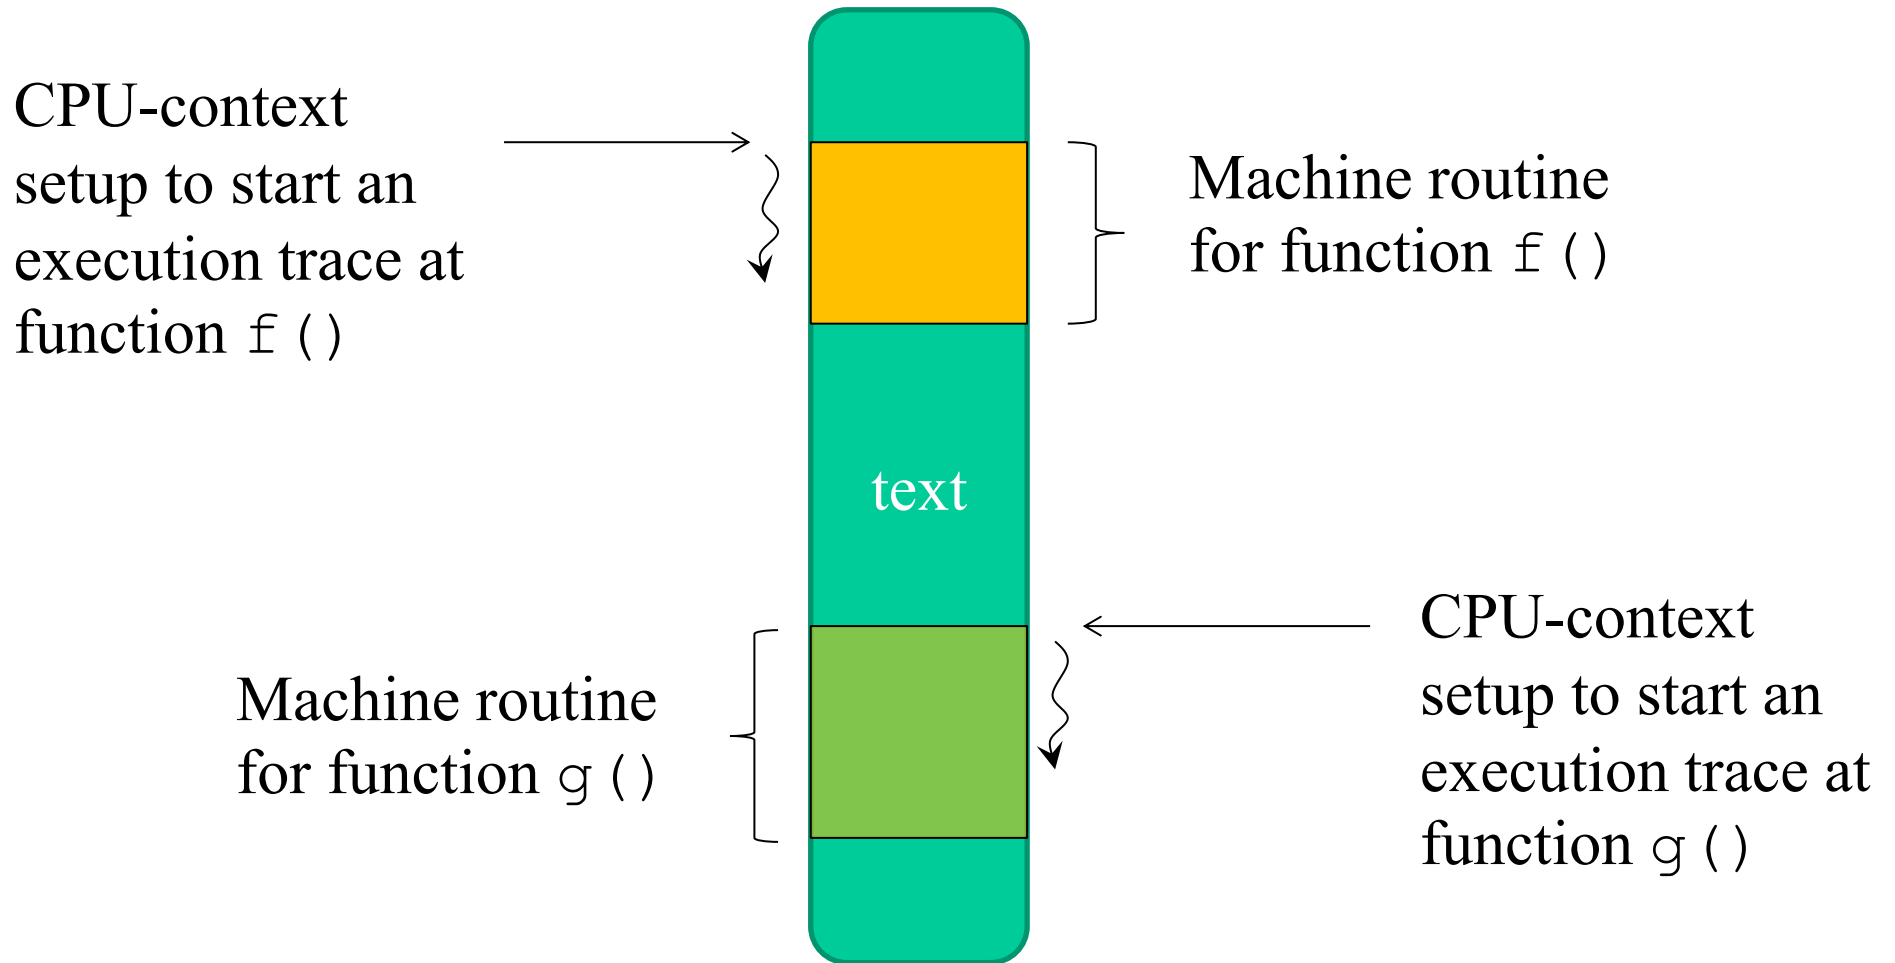 CPU-context
setup to start an
execution trace at
function f()
Machine routine
for function f()
text
Machine routine
for function g()
CPU-context
setup to start an
execution trace at
function g()